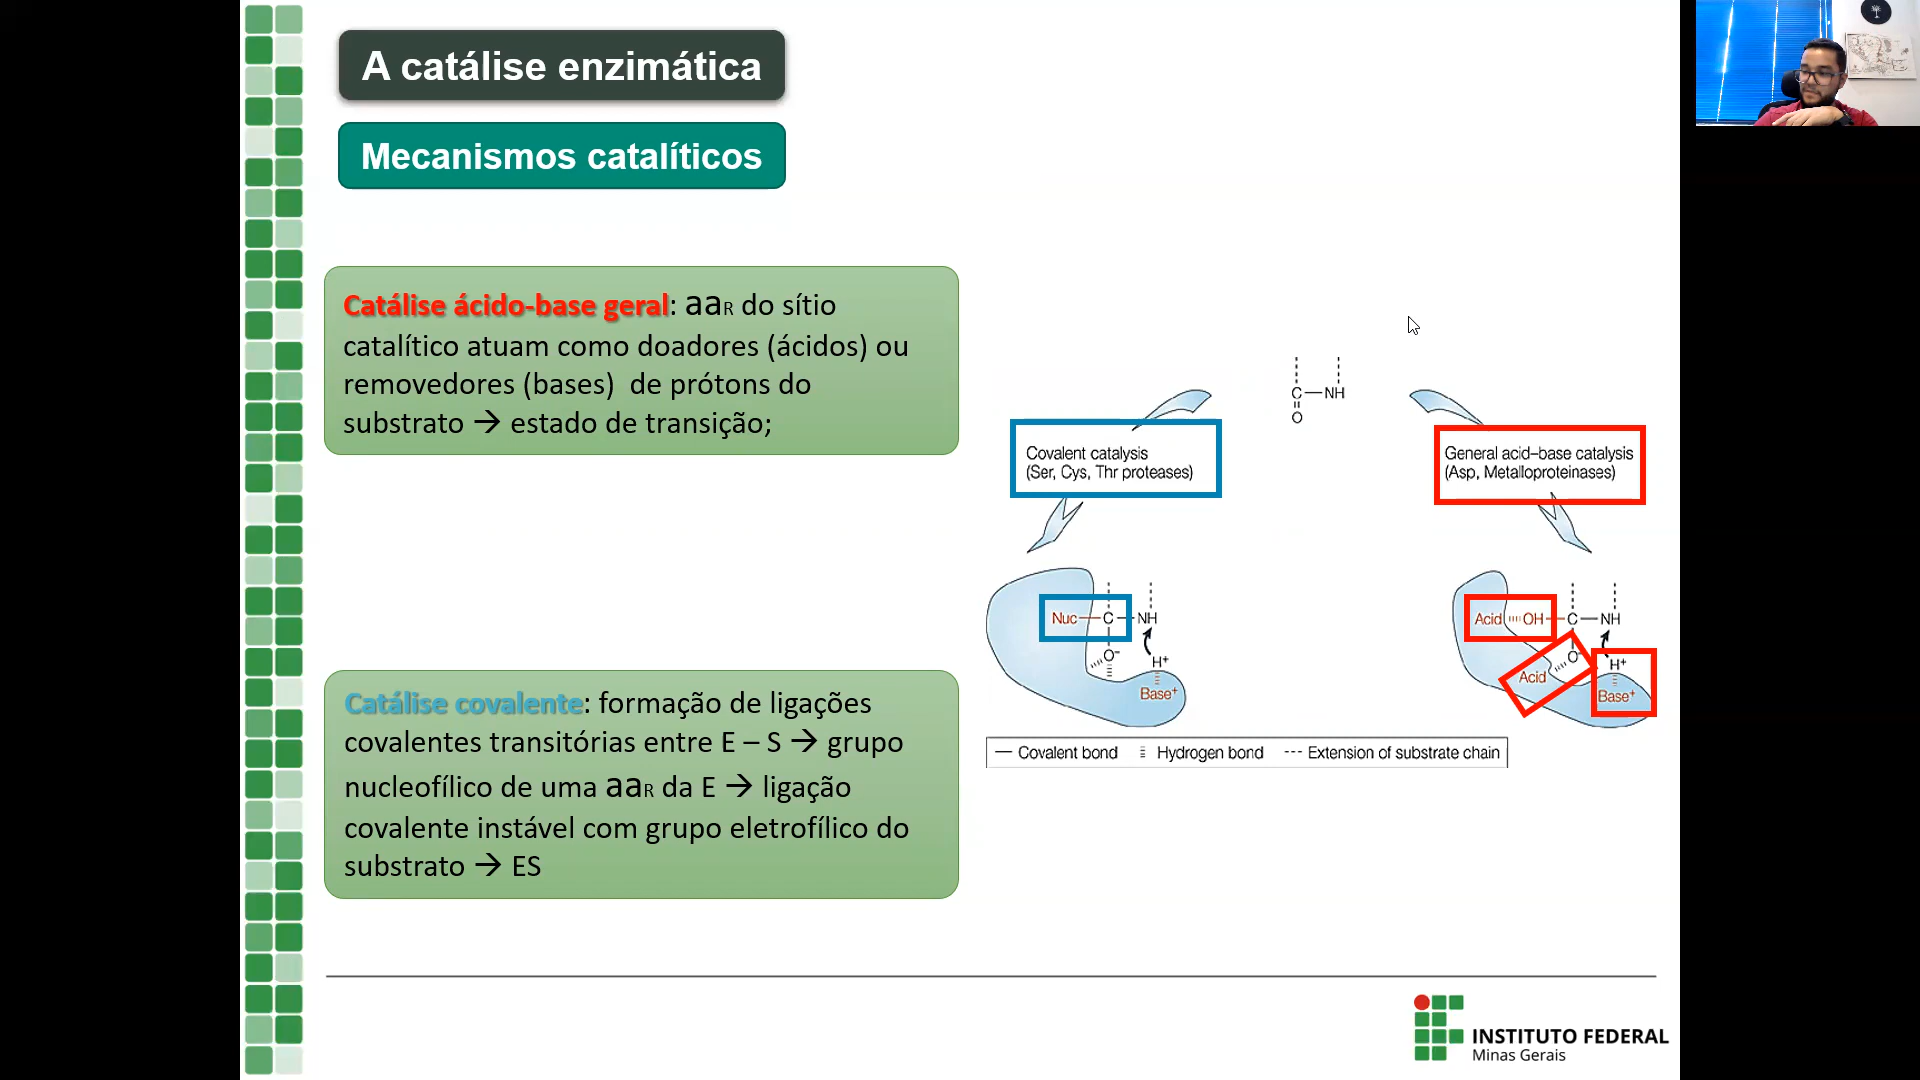 A catálise enzimática
Mecanismos catalíticos
Catálise ácido-base geral: aaR do sítio
catalítico atuam como doadores (ácidos) ou
removedores (bases) de prótons do
substrato → estado de transição;
C—NH
O
Covalent catalysis
(Ser, Cys, Thr proteases)
General acid–base catalysis
(Asp, Metalloproteinases)
Nuc—C—NH
O⁻
H⁺
Base⁺
Acid OH—C—NH
O⁻
H⁺
Acid
Base⁺
Covalent bond Hydrogen bond Extension of substrate chain
Catálise covalente: formação de ligações
covalentes transitórias entre E – S → grupo
nucleofílico de uma aaR da E → ligação
covalente instável com grupo eletrofílico do
substrato → ES
INSTITUTO FEDERAL
Minas Gerais